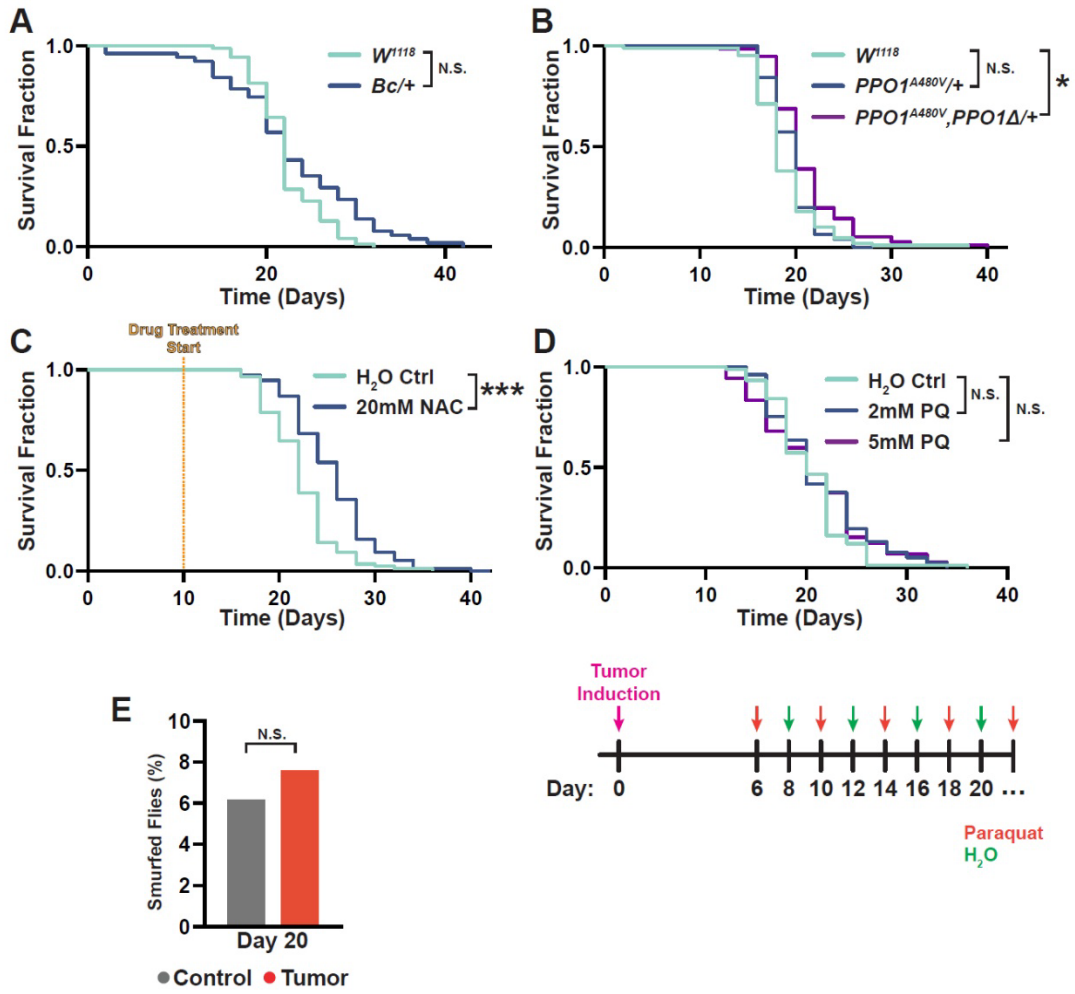 A
Survival Fraction
1.0
0.5
0.0
0
20
40
Time (Days)
W¹¹¹⁸
Bc/+
N.S.
B
Survival Fraction
1.0
0.5
0.0
0
10
20
30
40
Time (Days)
W¹¹¹⁸
PPO1ᴬ⁴⁸⁰ⱽ/+
PPO1ᴬ⁴⁸⁰ⱽ,PPO1Δ/+
N.S.
*
C
Drug Treatment
Start
Survival Fraction
1.0
0.5
0.0
0
10
20
30
40
Time (Days)
H₂O Ctrl
20mM NAC
***
D
Survival Fraction
1.0
0.5
0.0
0
10
20
30
40
Time (Days)
H₂O Ctrl
2mM PQ
5mM PQ
N.S.
N.S.
Tumor
Induction
Day: 0 6 8 10 12 14 16 18 20 ...
Paraquat
H₂O
E
Smurfed Flies (%)
10
8
6
4
2
0
N.S.
Day 20
Control Tumor